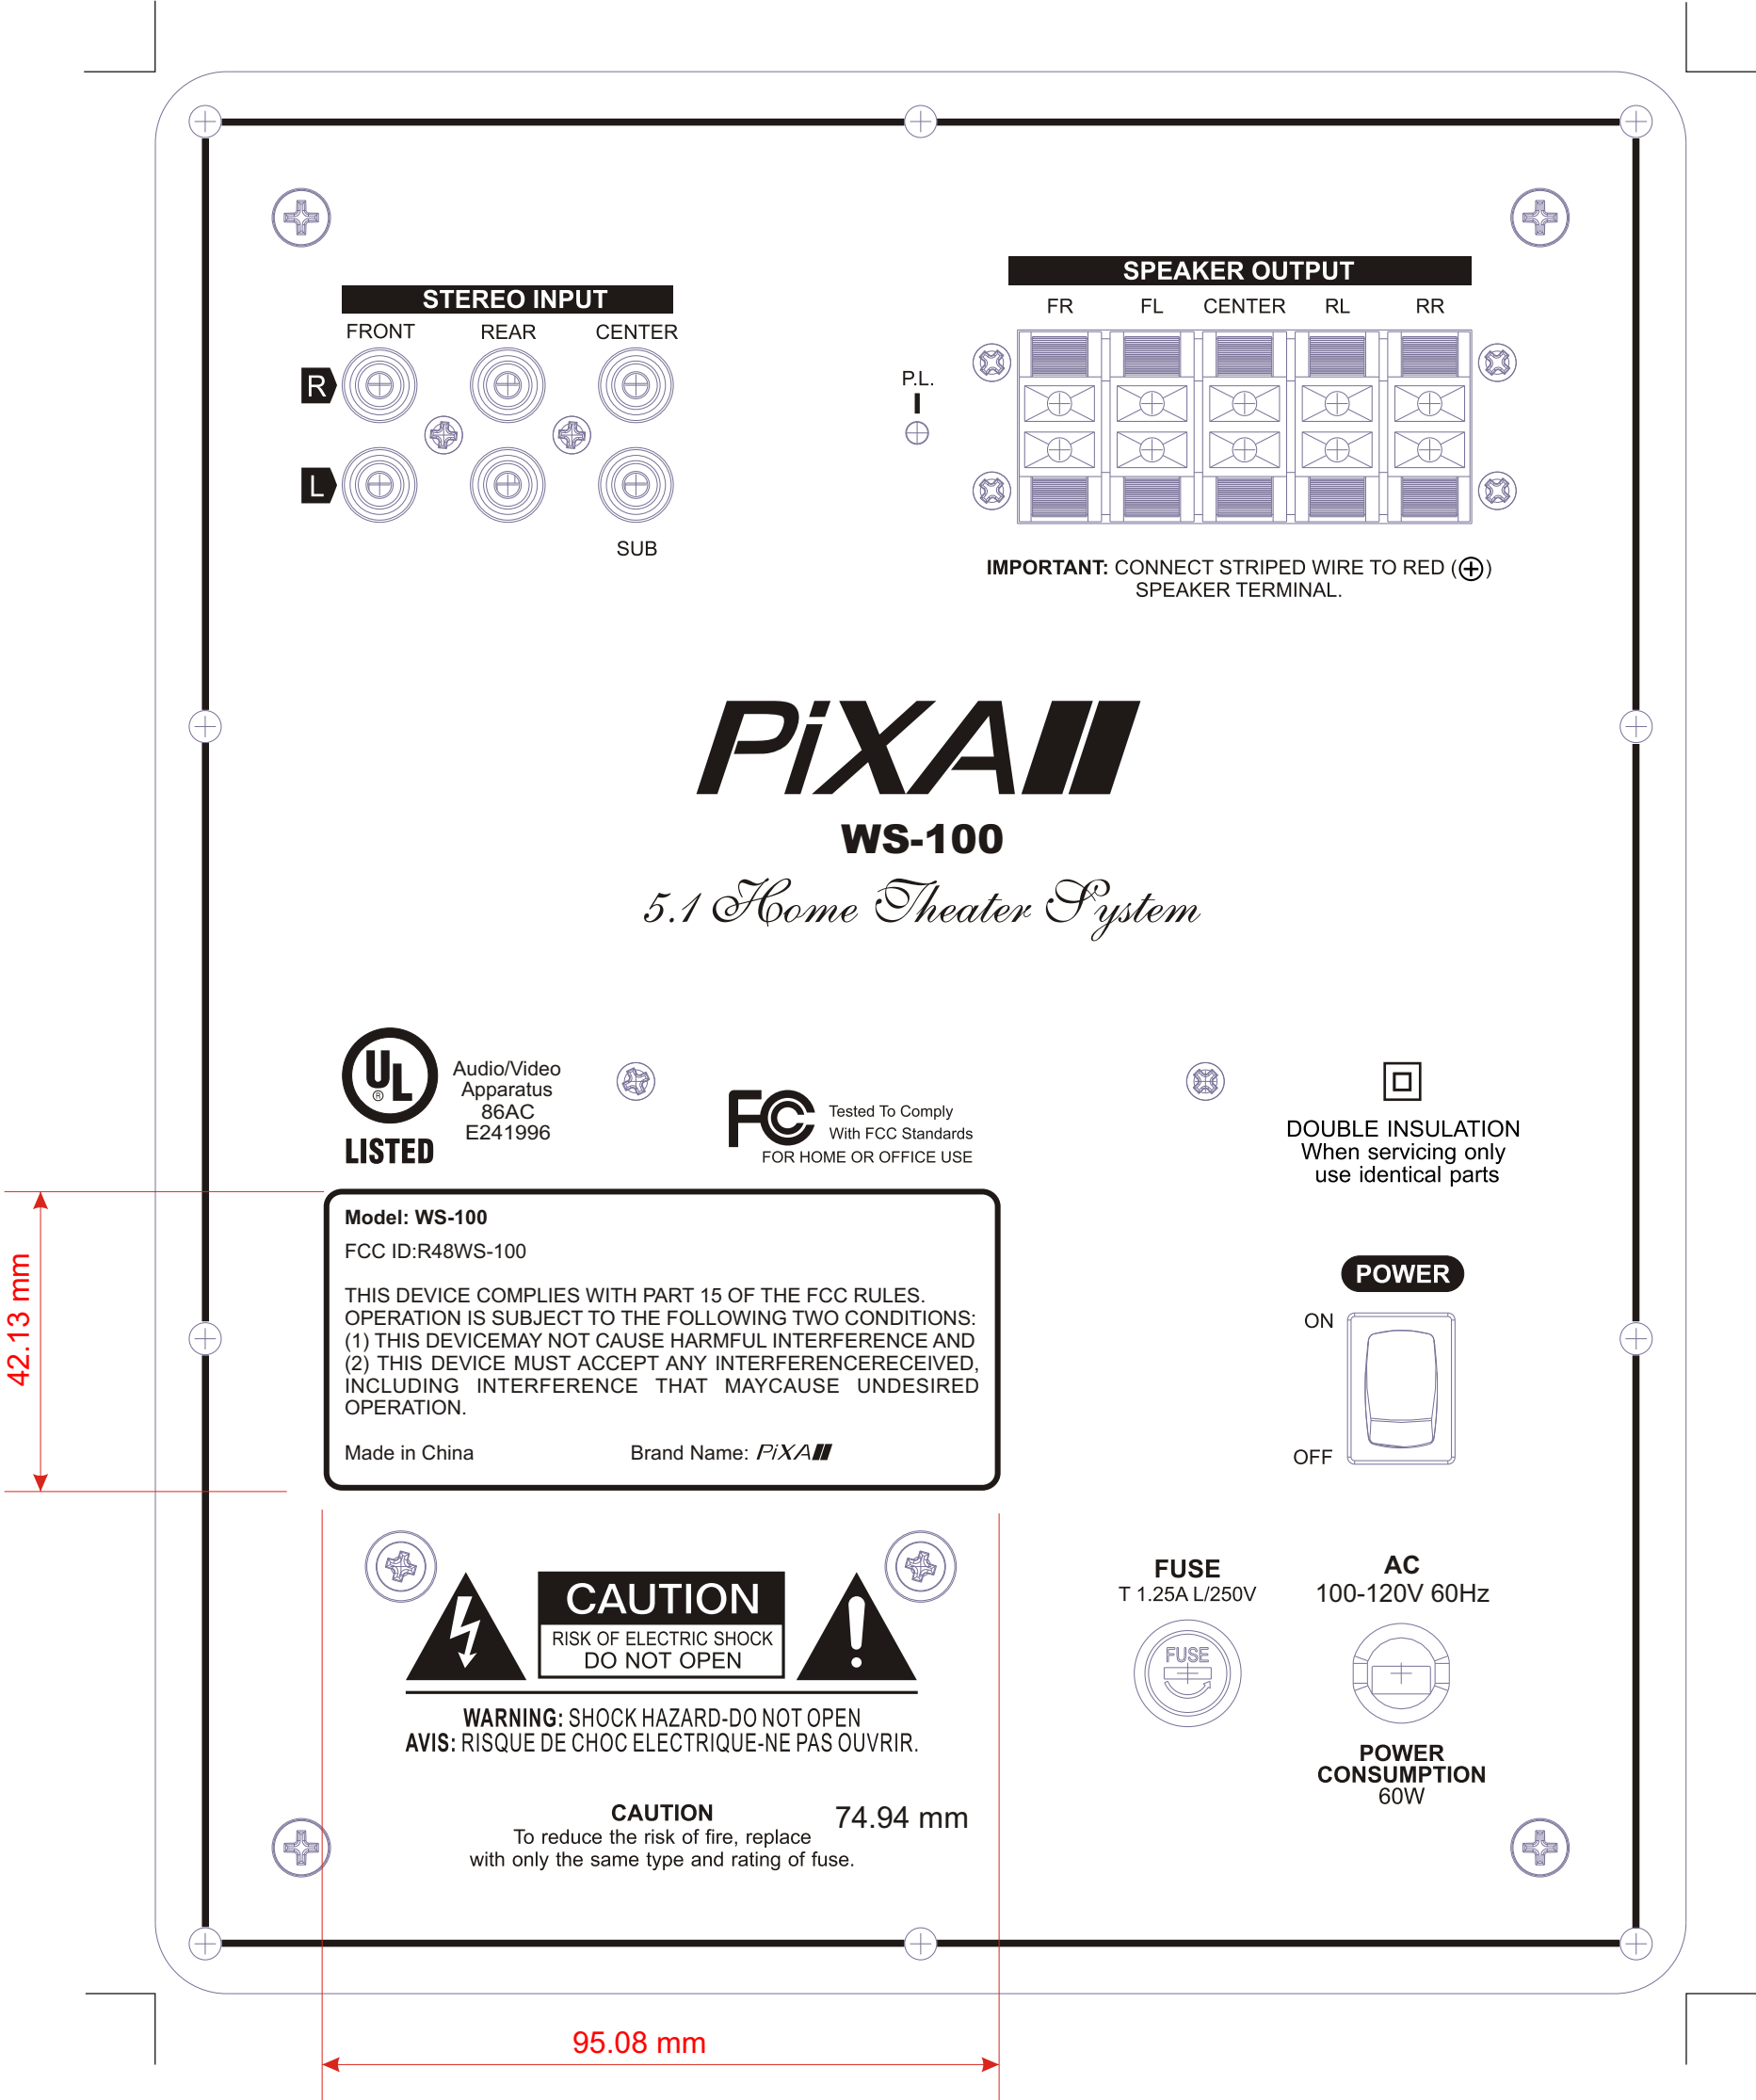 STEREO INPUT
FRONT REAR CENTER
R
L
SUB
P.L.
SPEAKER OUTPUT
FR FL CENTER RL RR
IMPORTANT: CONNECT STRIPED WIRE TO RED (⊕)
SPEAKER TERMINAL.
PiXA
WS-100
5.1 Home Theater System
UL
®
LISTED
Audio/Video
Apparatus
86AC
E241996
FC
Tested To Comply
With FCC Standards
FOR HOME OR OFFICE USE
DOUBLE INSULATION
When servicing only
use identical parts
42.13 mm
Model: WS-100
FCC ID:R48WS-100
THIS DEVICE COMPLIES WITH PART 15 OF THE FCC RULES.
OPERATION IS SUBJECT TO THE FOLLOWING TWO CONDITIONS:
(1) THIS DEVICEMAY NOT CAUSE HARMFUL INTERFERENCE AND
(2) THIS DEVICE MUST ACCEPT ANY INTERFERENCERECEIVED,
INCLUDING INTERFERENCE THAT MAYCAUSE UNDESIRED
OPERATION.
Made in China Brand Name: PiXA
POWER
ON
OFF
CAUTION
RISK OF ELECTRIC SHOCK
DO NOT OPEN
WARNING: SHOCK HAZARD-DO NOT OPEN
AVIS: RISQUE DE CHOC ELECTRIQUE-NE PAS OUVRIR.
CAUTION
To reduce the risk of fire, replace
with only the same type and rating of fuse.
74.94 mm
FUSE
T 1.25A L/250V
FUSE
AC
100-120V 60Hz
POWER
CONSUMPTION
60W
95.08 mm